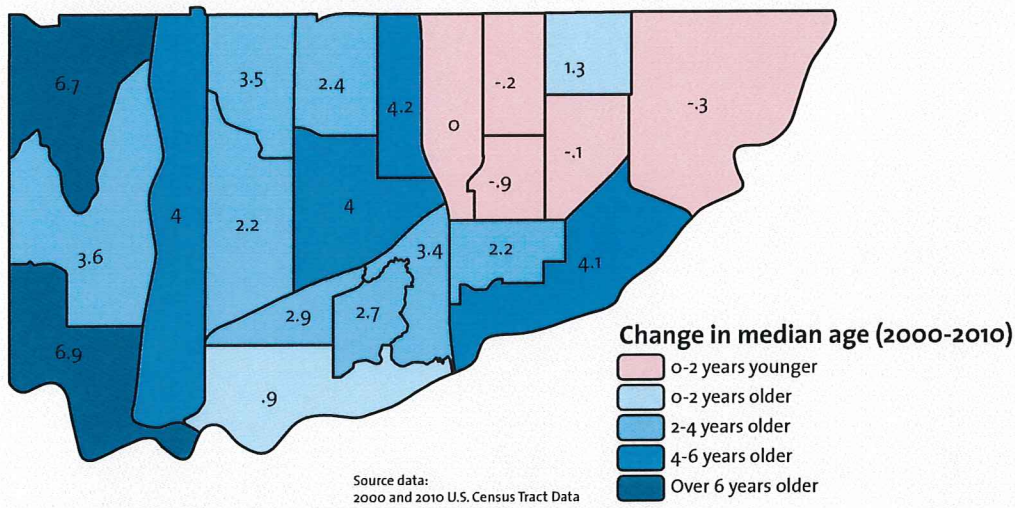 6.7
3.5
2.4
4.2
0
-.2
1.3
-.3
-.1
-.9
4
2.2
4
3.6
3.4
2.2
4.1
2.9
2.7
6.9
.9
Change in median age (2000-2010)
0-2 years younger
0-2 years older
2-4 years older
4-6 years older
Over 6 years older
Source data:
2000 and 2010 U.S. Census Tract Data